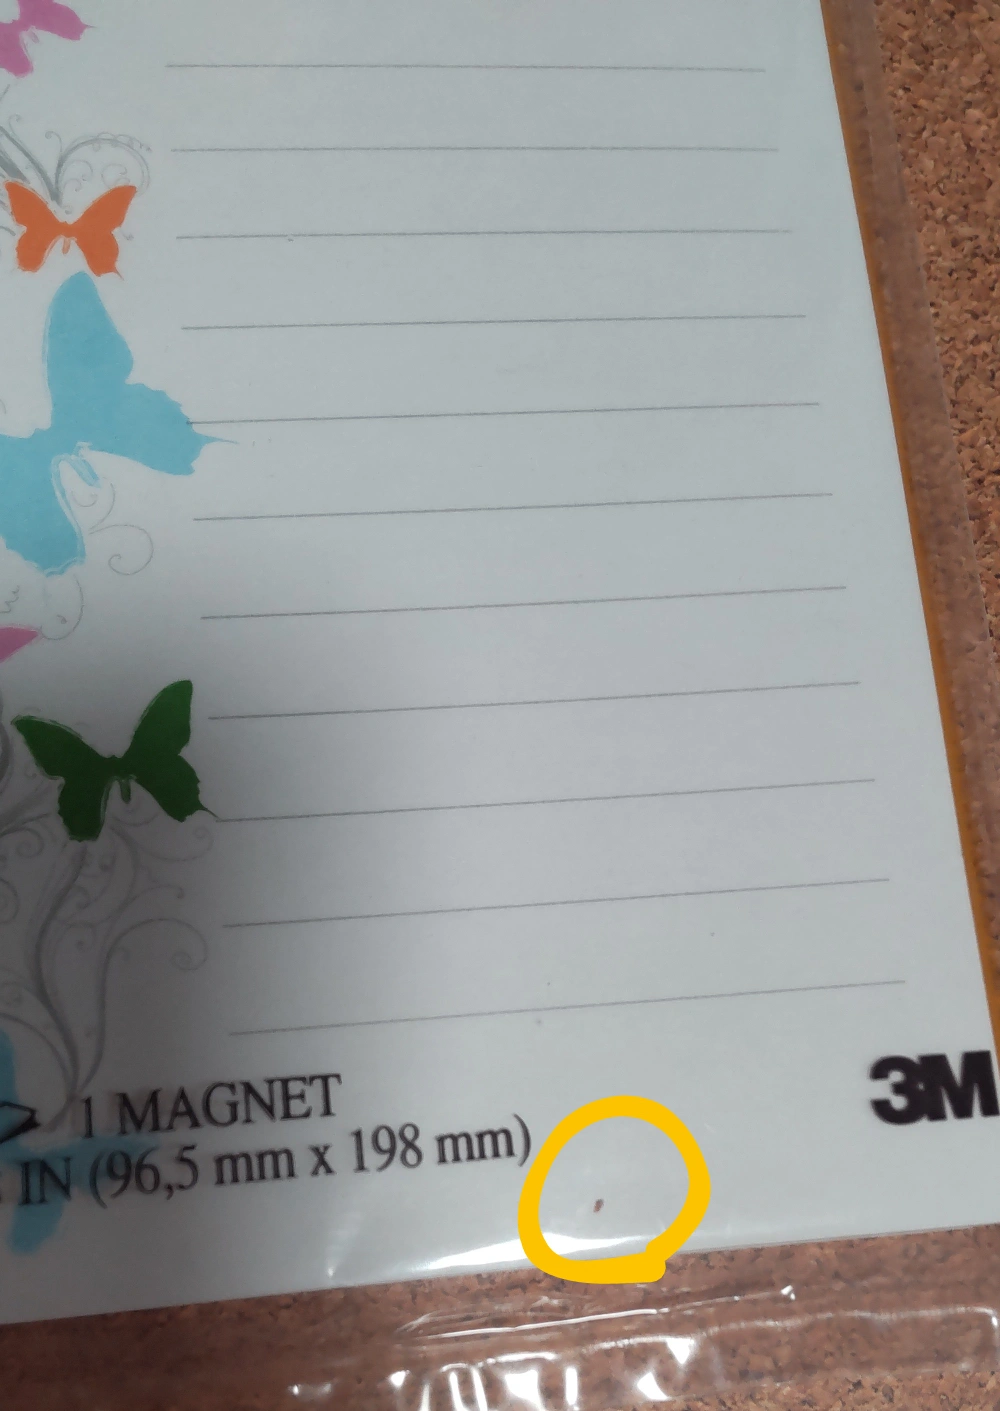 1 MAGNET
IN (96,5 mm x 198 mm)
3M